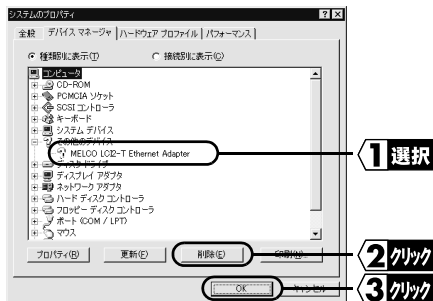 システムのプロパティ
全般 デバイス マネージャ ハードウェア プロファイル パフォーマンス
種類別に表示(T) 接続別に表示(C)
コンピュータ
CD-ROM
PCMCIA ソケット
SCSI コントローラ
キーボード
システム デバイス
その他のデバイス
MELCO LCI2-T Ethernet Adapter
1 選択
ディスク ドライブ
ディスプレイ アダプタ
ネットワーク アダプタ
ハード ディスク コントローラ
フロッピー ディスク コントローラ
ポート (COM / LPT)
マウス
プロパティ(R) 更新(F) 削除(E) 印刷(N)...
2 クリック
OK キャンセル
3 クリック